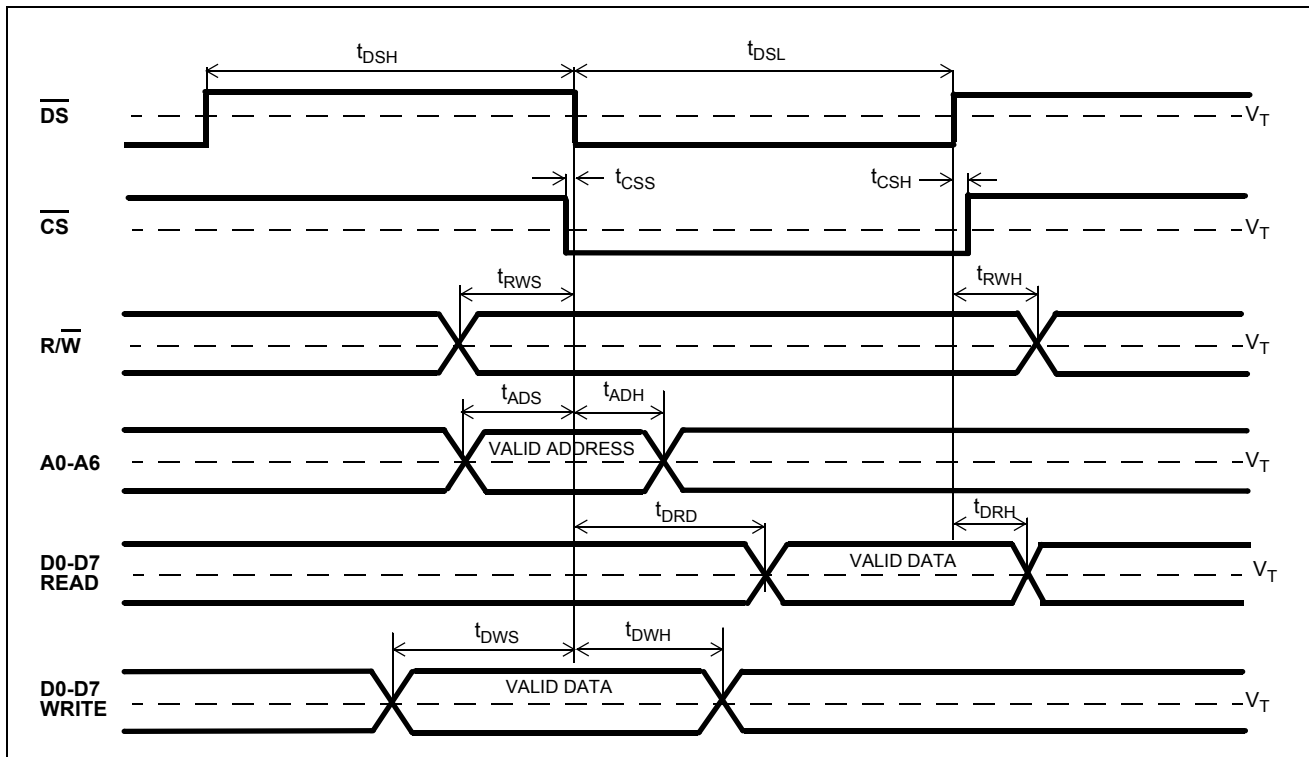 tDSH tDSL
DS VT
tCSS tCSH
CS VT
tRWS tRWH
R/W VT
tADS tADH
VALID ADDRESS
A0-A6 VT
tDRD tDRH
D0-D7
READ
VALID DATA
VT
tDWS tDWH
D0-D7
WRITE
VALID DATA
VT